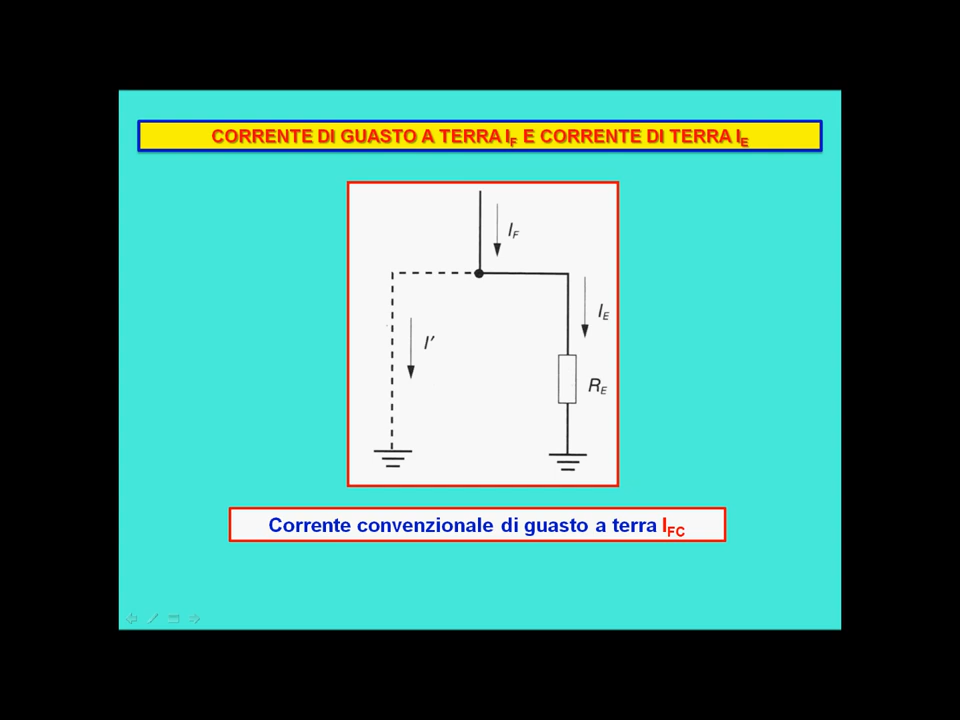 CORRENTE DI GUASTO A TERRA IF E CORRENTE DI TERRA IE
IF
IE
I'
RE
Corrente convenzionale di guasto a terra IFC